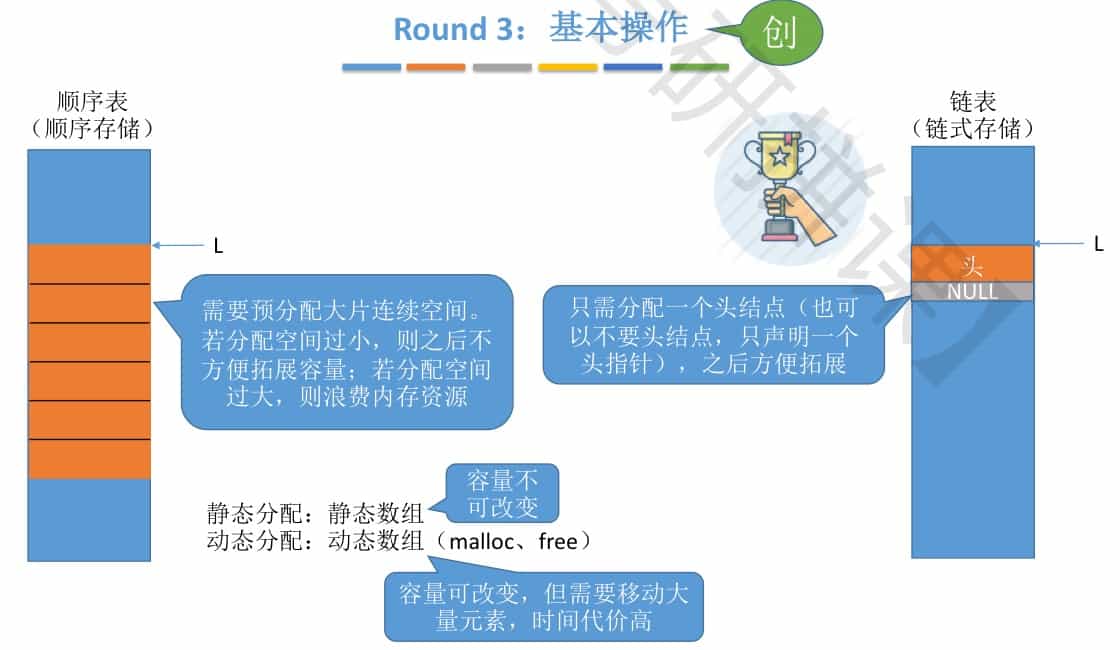 Round 3：基本操作
创
顺序表
（顺序存储）
链表
（链式存储）
L
L
头
NULL
需要预分配大片连续空间。
若分配空间过小，则之后不
方便拓展容量；若分配空间
过大，则浪费内存资源
只需分配一个头结点（也可
以不要头结点，只声明一个
头指针），之后方便拓展
容量不
可改变
静态分配：静态数组
动态分配：动态数组（malloc、free）
容量可改变，但需要移动大
量元素，时间代价高
研拼课】